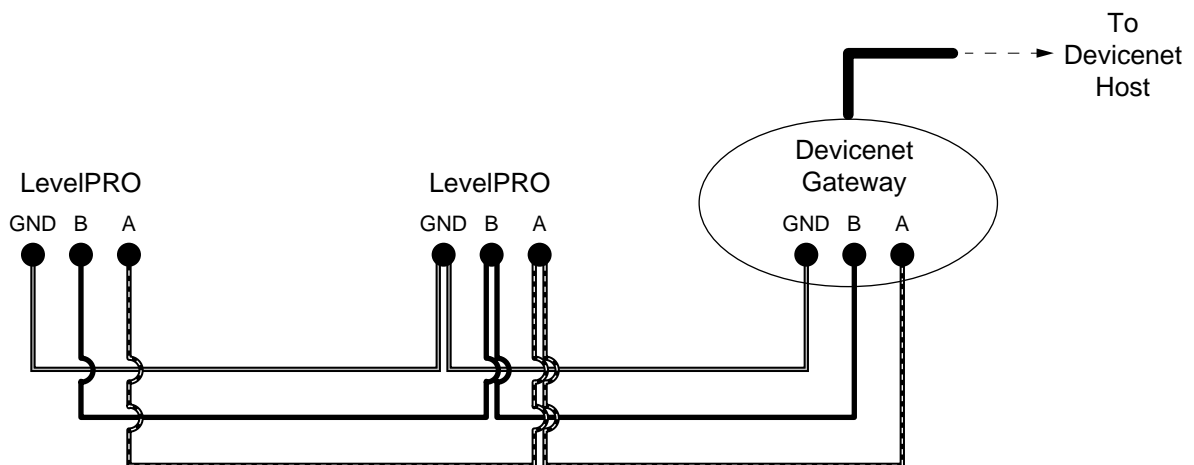 To
Devicenet
Host
Devicenet
Gateway
LevelPRO
LevelPRO
GND B A
GND B A
GND B A